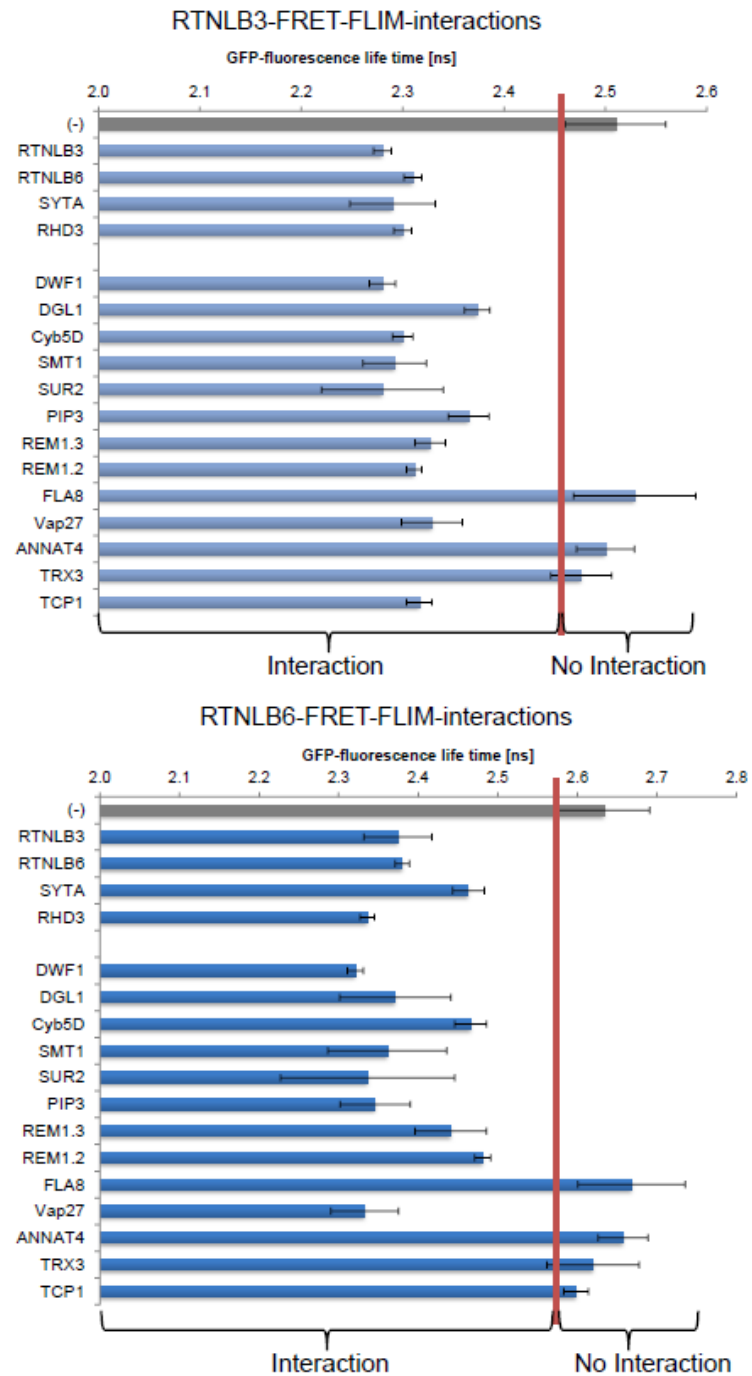 RTNLB3-FRET-FLIM-interactions
GFP-fluorescence life time [ns]
2.0 2.1 2.2 2.3 2.4 2.5 2.6
(-)
RTNLB3
RTNLB6
SYTA
RHD3
DWF1
DGL1
Cyb5D
SMT1
SUR2
PIP3
REM1.3
REM1.2
FLA8
Vap27
ANNAT4
TRX3
TCP1
Interaction No Interaction
RTNLB6-FRET-FLIM-interactions
GFP-fluorescence life time [ns]
2.0 2.1 2.2 2.3 2.4 2.5 2.6 2.7 2.8
(-)
RTNLB3
RTNLB6
SYTA
RHD3
DWF1
DGL1
Cyb5D
SMT1
SUR2
PIP3
REM1.3
REM1.2
FLA8
Vap27
ANNAT4
TRX3
TCP1
Interaction No Interaction